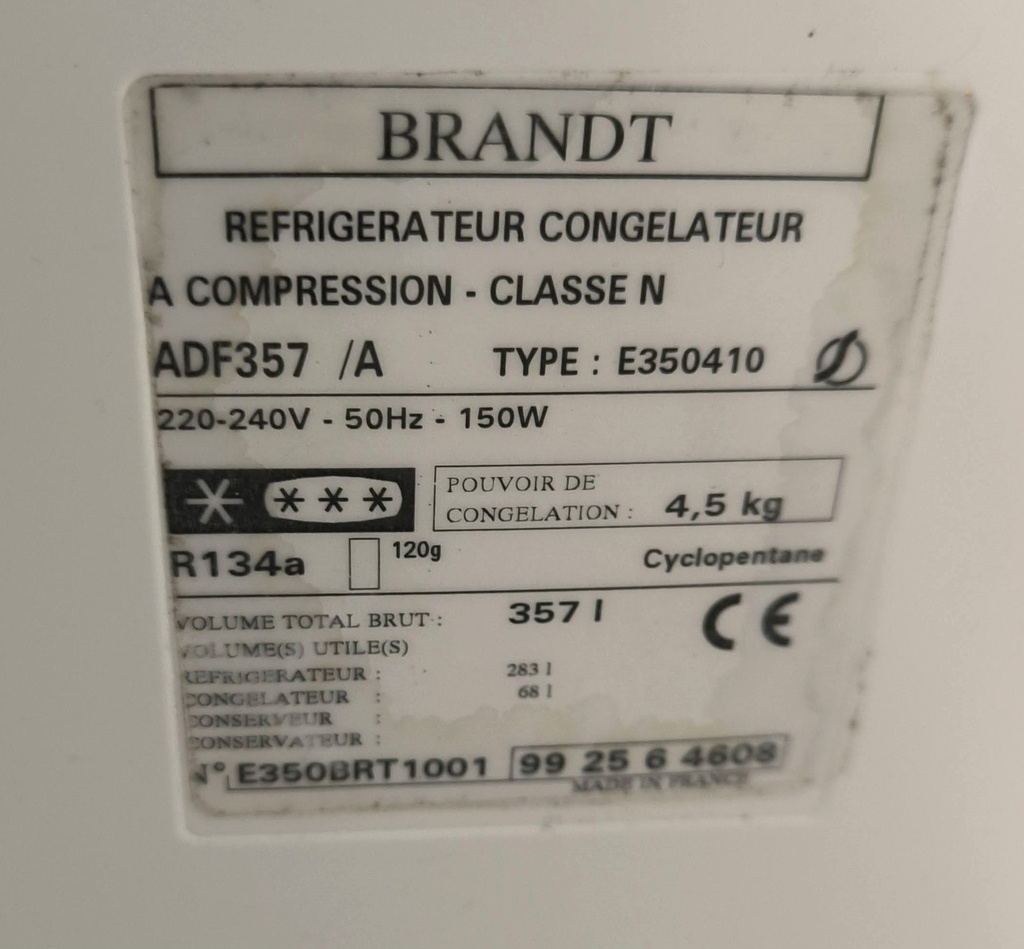 BRANDT
REFRIGERATEUR CONGELATEUR
A COMPRESSION - CLASSE N
ADF357 /A TYPE : E350410
220-240V - 50Hz - 150W
POUVOIR DE
CONGELATION : 4,5 kg
R134a 120g Cyclopentane
VOLUME TOTAL BRUT : 357 l CE
VOLUME(S) UTILE(S)
REFRIGERATEUR : 283 l
CONGELATEUR : 68 l
CONSERVEUR :
CONSERVATEUR :
N° E350BRT1001 99 25 6 4608
MADE IN FRANCE